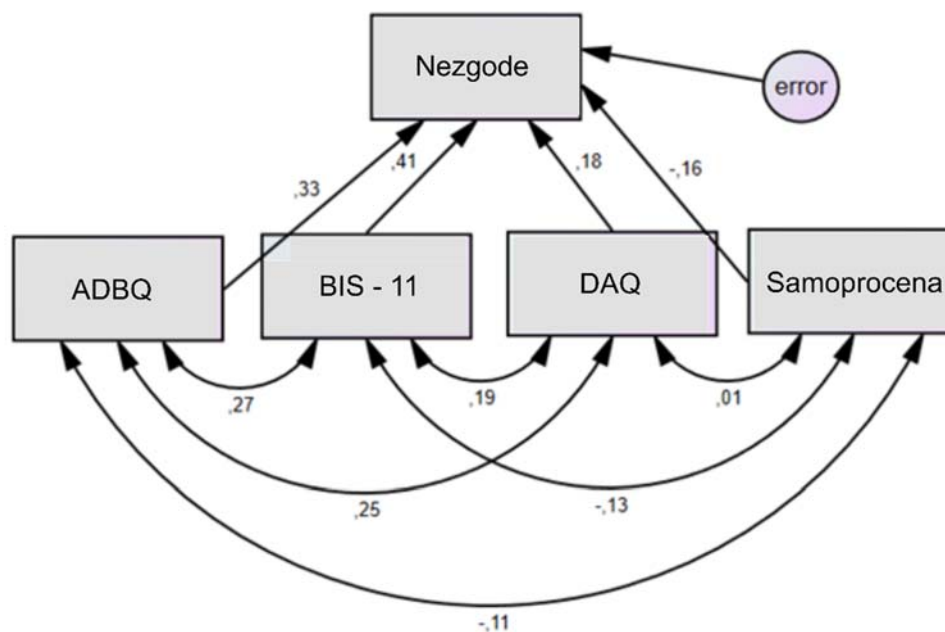 Nezgode
error
,33
,41
,18
-,16
ADBQ
BIS - 11
DAQ
Samoprocena
,27
,19
,01
,25
-,13
-,11